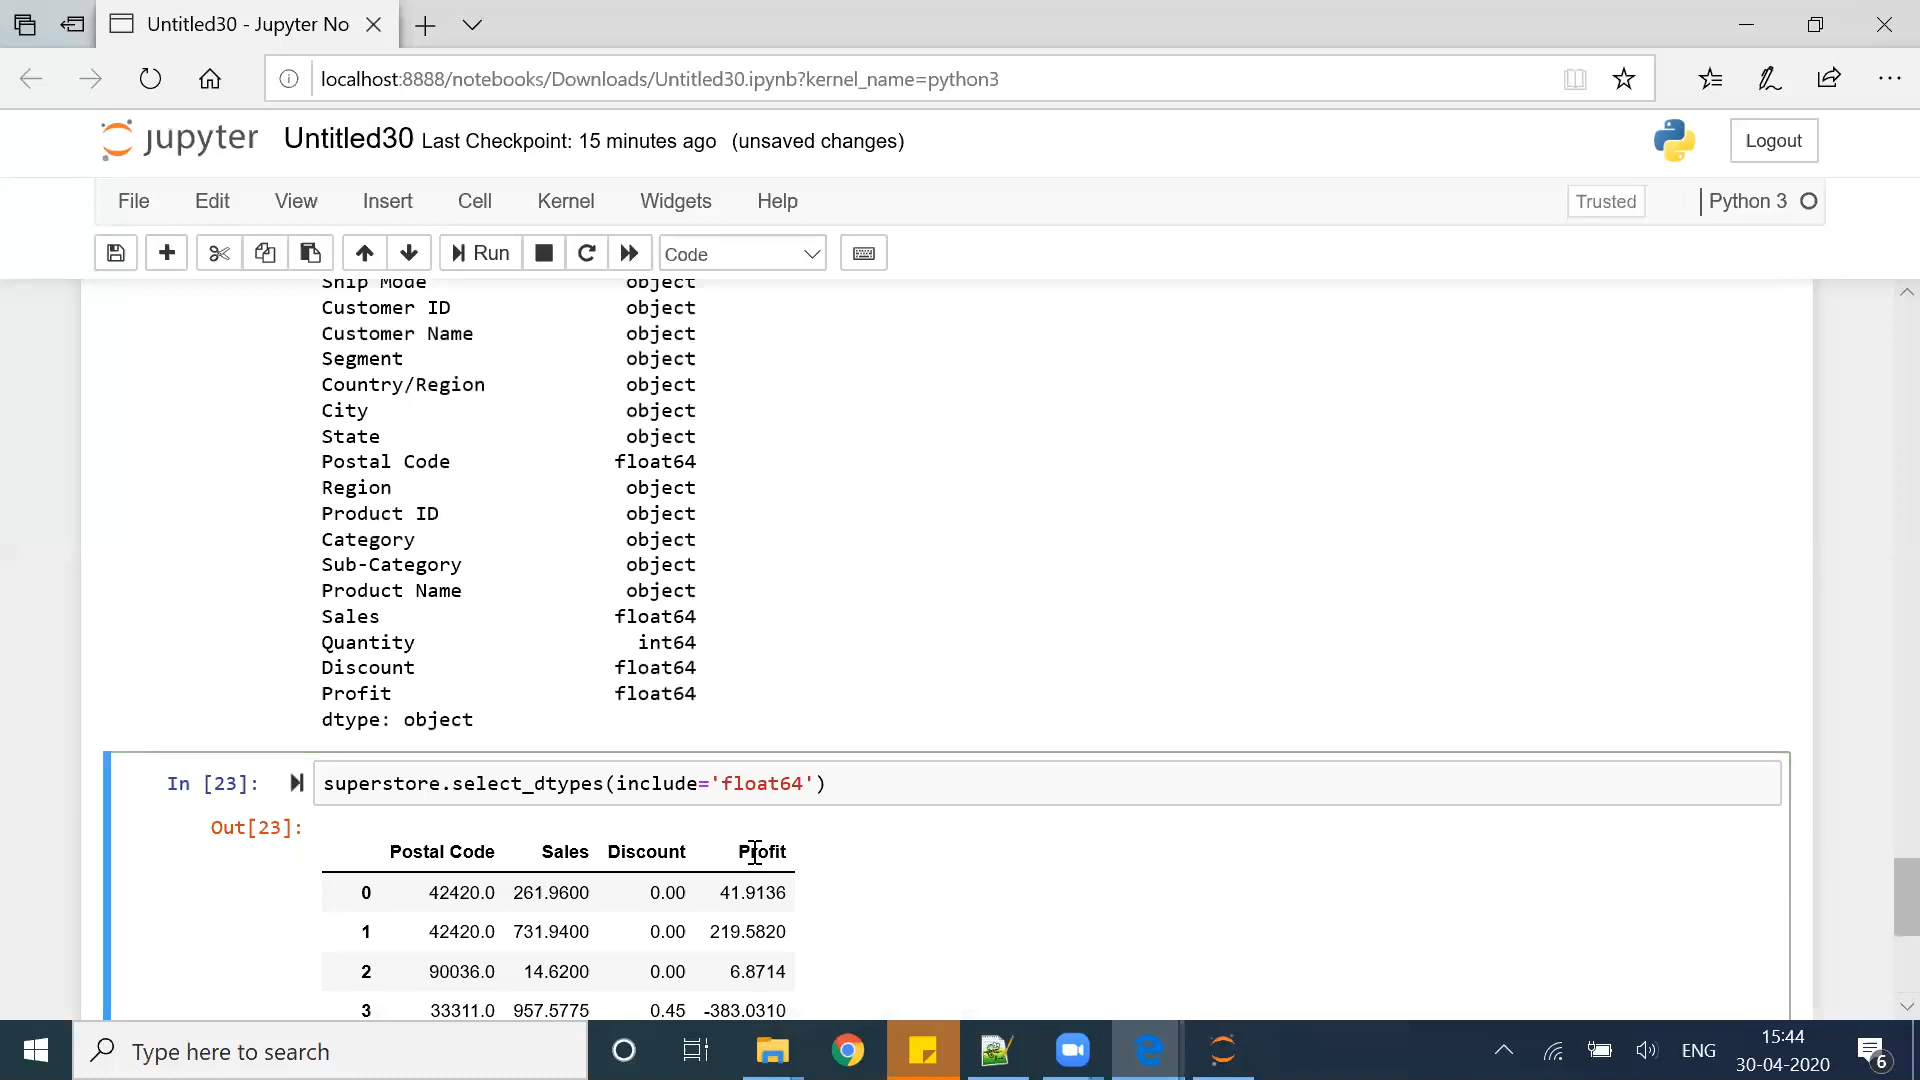 Untitled30 - Jupyter No
localhost:8888/notebooks/Downloads/Untitled30.ipynb?kernel_name=python3
jupyter Untitled30 Last Checkpoint: 15 minutes ago (unsaved changes)
Logout
File Edit View Insert Cell Kernel Widgets Help
Trusted
Python 3
Run
Code
Ship Mode object
Customer ID object
Customer Name object
Segment object
Country/Region object
City object
State object
Postal Code float64
Region object
Product ID object
Category object
Sub-Category object
Product Name object
Sales float64
Quantity int64
Discount float64
Profit float64
dtype: object
In [23]: superstore.select_dtypes(include='float64')
Out[23]:
Postal Code Sales Discount Profit
0 42420.0 261.9600 0.00 41.9136
1 42420.0 731.9400 0.00 219.5820
2 90036.0 14.6200 0.00 6.8714
3 33311.0 957.5775 0.45 -383.0310
Type here to search
ENG
15:44
30-04-2020
6